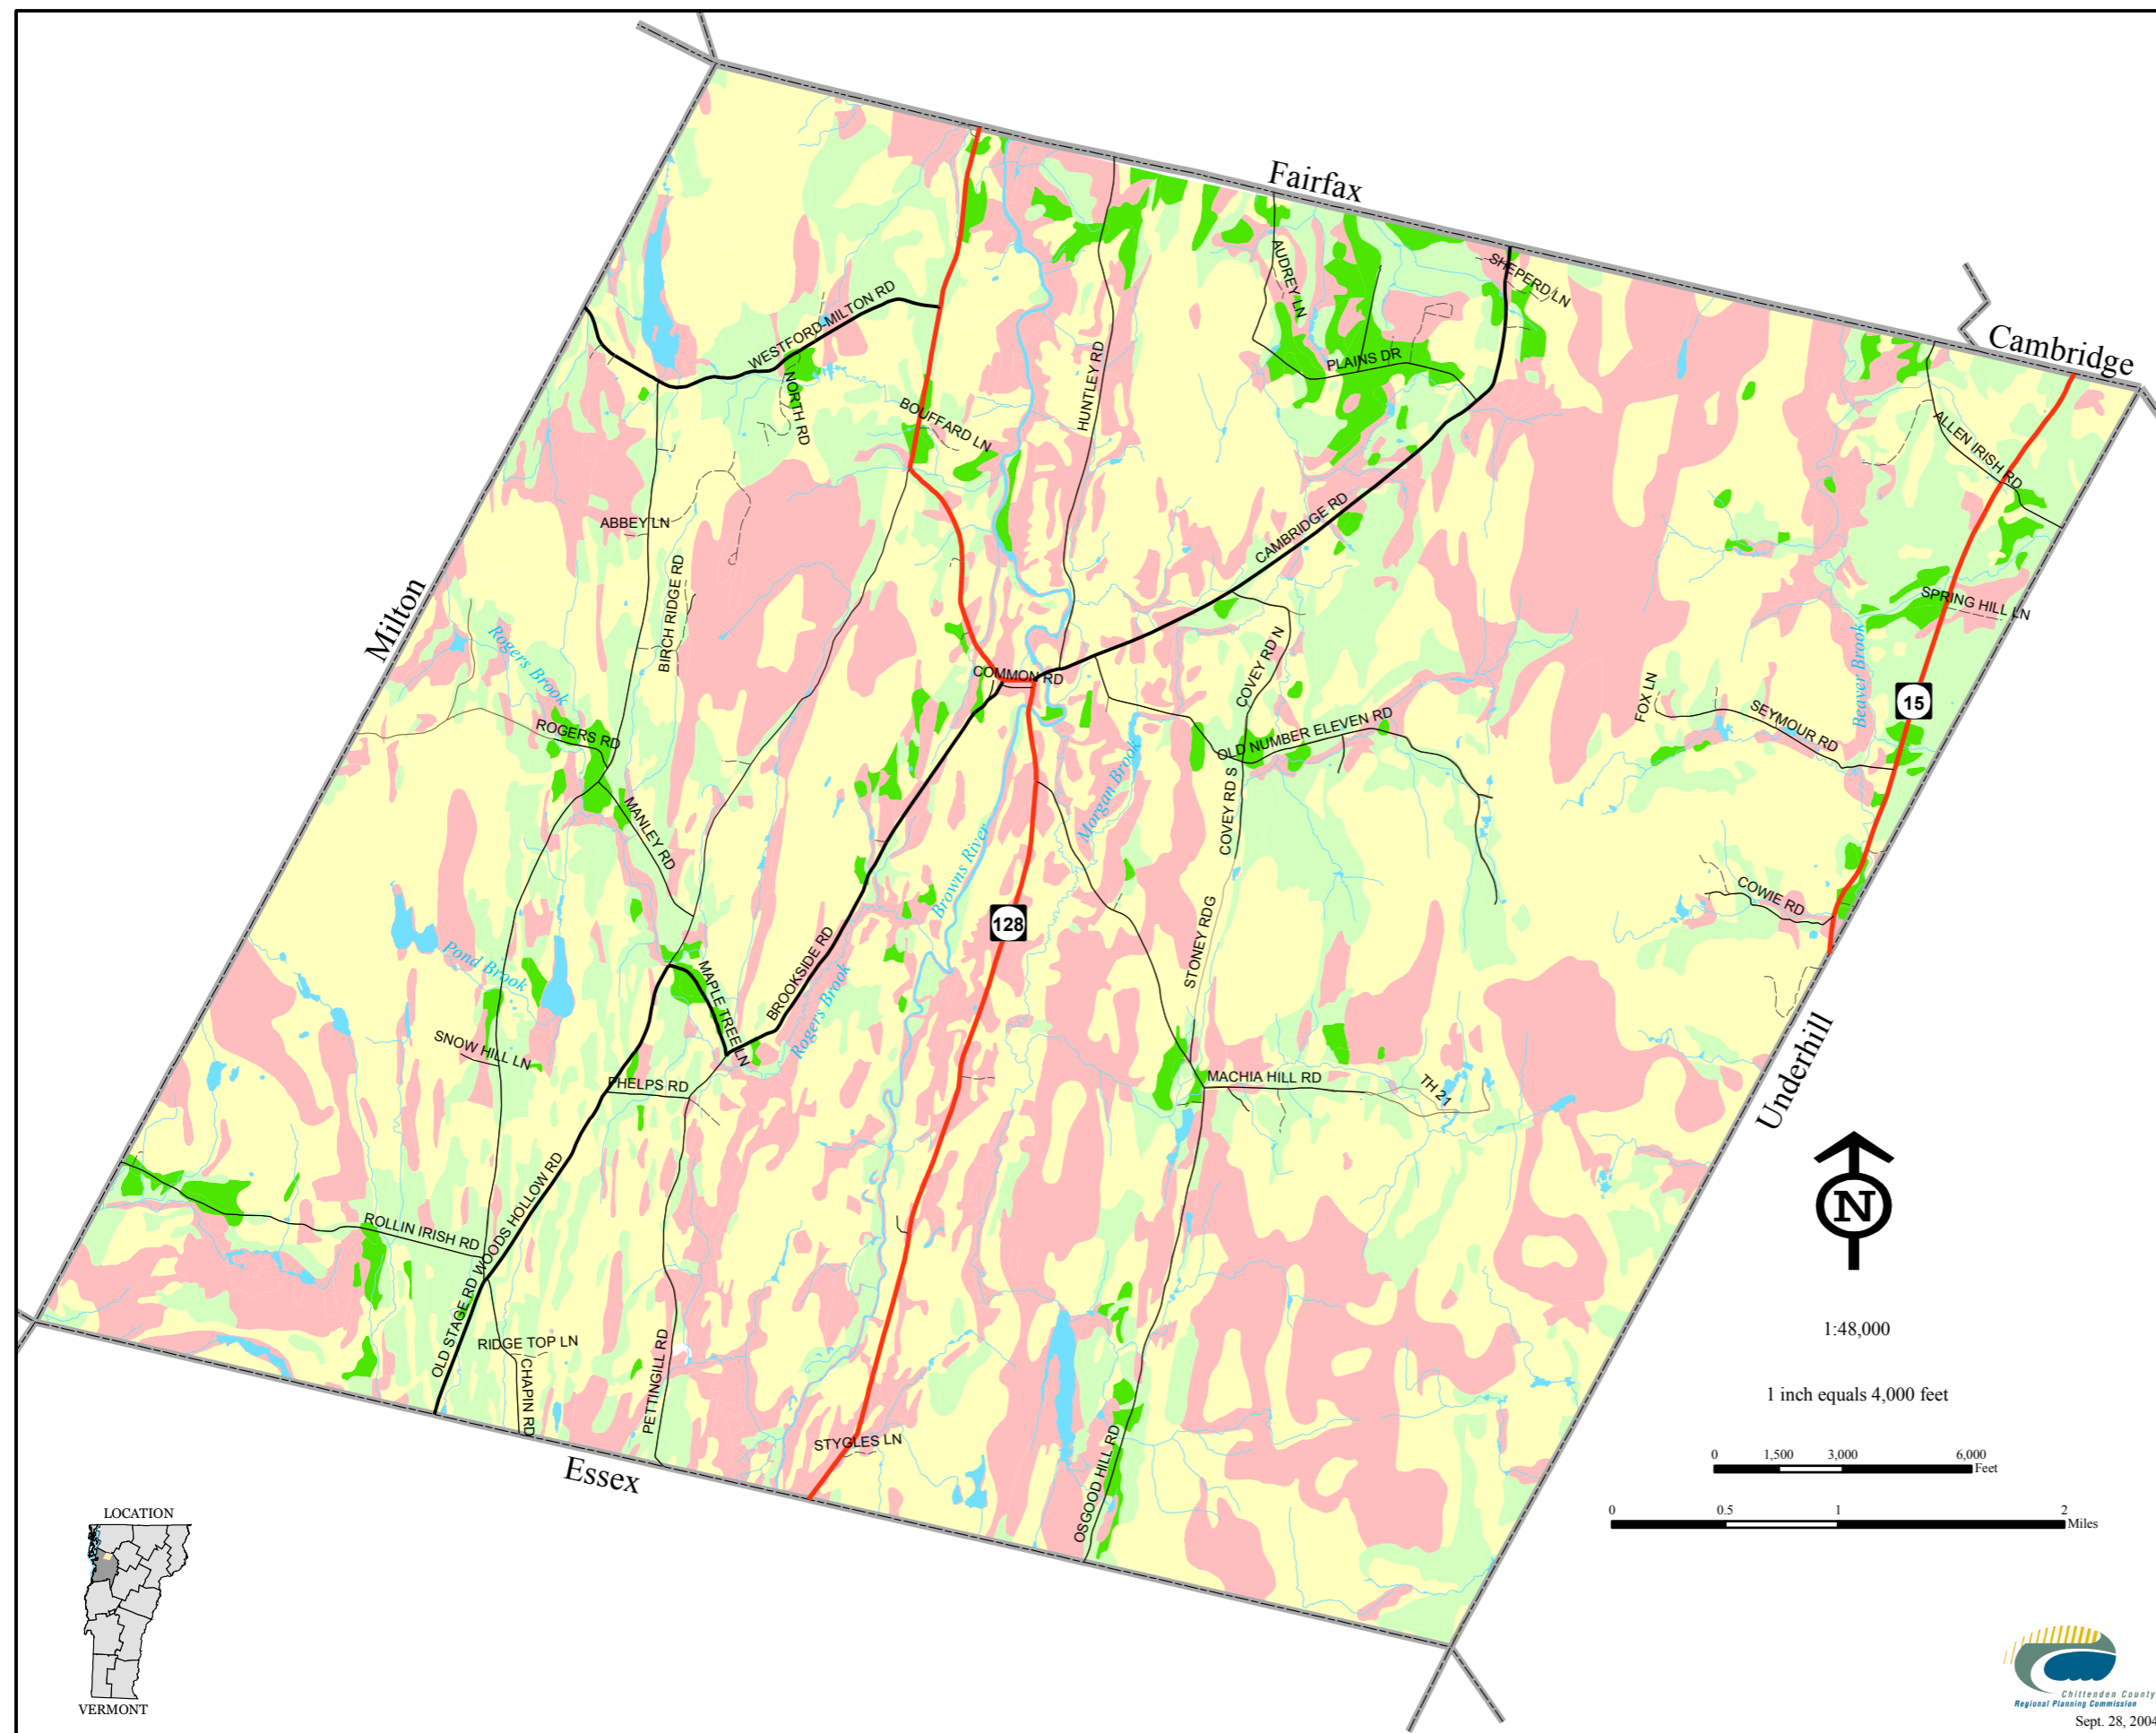 Fairfax
Cambridge
SHEPERD LN
AUDREY LN
WESTFORD-MILTON RD
PLAINS DR
HUNTLEY RD
NORTH RD
BOUFFARD LN
ALLEN IRISH RD
ABBEY LN
CAMBRIDGE RD
BIRCH RIDGE RD
SPRING HILL LN
Milton
Rogers Brook
COMMON RD
COVEY RD N
Beaver Brook
FOX LN
15
SEYMOUR RD
ROGERS RD
OLD NUMBER ELEVEN RD
Morgan Brook
COVEY RD S
MANLEY RD
Browns River
COWIE RD
128
STONEY RDG
Pond Brook
MAPLE TREE LN
BROOKSIDE RD
Rogers Brook
SNOW HILL LN
PHELPS RD
MACHIA HILL RD
TH 21
Underhill
N
WOODS HOLLOW RD
ROLLIN IRISH RD
OLD STAGE RD
RIDGE TOP LN
CHAPIN RD
PETTINGILL RD
STYGLES LN
OSGOOD HILL RD
Essex
1:48,000
1 inch equals 4,000 feet
0 1,500 3,000 6,000
Feet
0 0.5 1 2
Miles
LOCATION
VERMONT
Chittenden County
Regional Planning Commission
Sept. 28, 2004